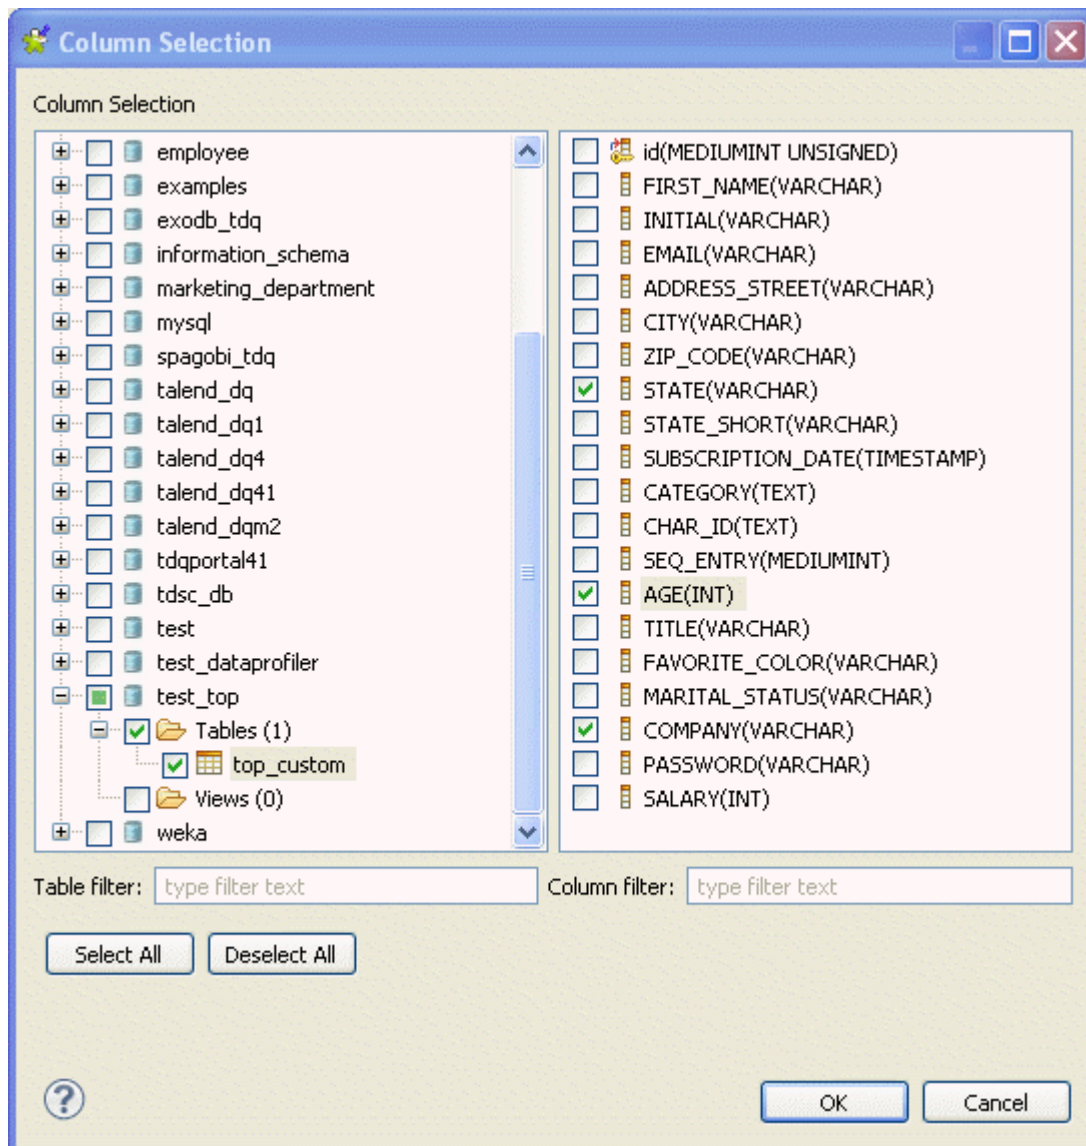 Column Selection
Column Selection
employee
examples
exodb_tdq
information_schema
marketing_department
mysql
spagobi_tdq
talend_dq
talend_dq1
talend_dq4
talend_dq41
talend_dqm2
tdqportal41
tdsc_db
test
test_dataprofiler
test_top
Tables (1)
top_custom
Views (0)
weka
id(MEDIUMINT UNSIGNED)
FIRST_NAME(VARCHAR)
INITIAL(VARCHAR)
EMAIL(VARCHAR)
ADDRESS_STREET(VARCHAR)
CITY(VARCHAR)
ZIP_CODE(VARCHAR)
STATE(VARCHAR)
STATE_SHORT(VARCHAR)
SUBSCRIPTION_DATE(TIMESTAMP)
CATEGORY(TEXT)
CHAR_ID(TEXT)
SEQ_ENTRY(MEDIUMINT)
AGE(INT)
TITLE(VARCHAR)
FAVORITE_COLOR(VARCHAR)
MARITAL_STATUS(VARCHAR)
COMPANY(VARCHAR)
PASSWORD(VARCHAR)
SALARY(INT)
Table filter: type filter text
Column filter: type filter text
Select All
Deselect All
?
OK
Cancel